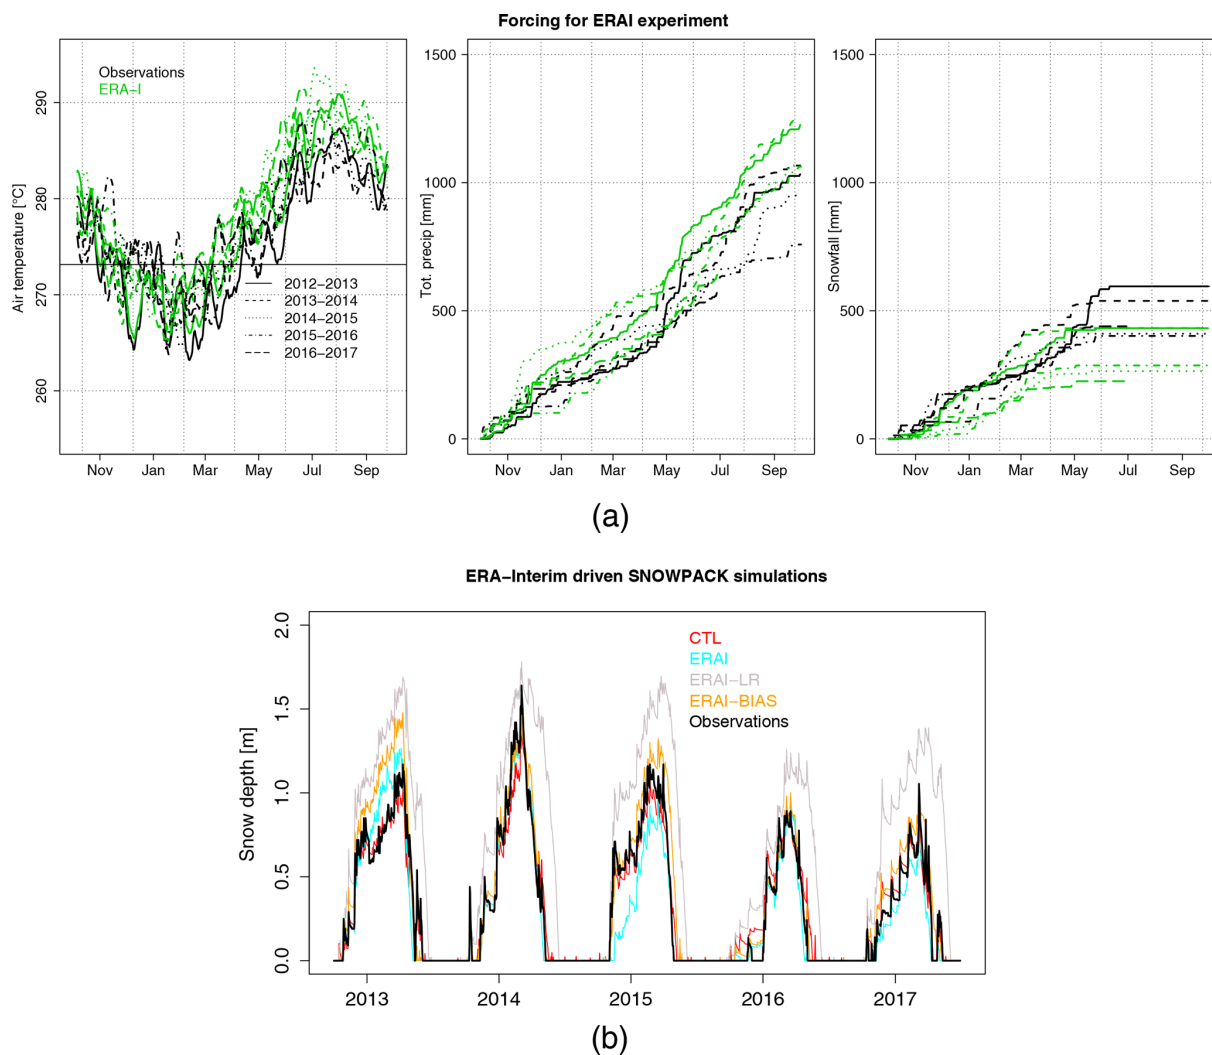 Forcing for ERAI experiment
Air temperature [°C]
290
280
270
260
Observations
ERA−I
2012−2013
2013−2014
2014−2015
2015−2016
2016−2017
Nov Jan Mar May Jul Sep
Tot. precip [mm]
1500
1000
500
0
Nov Jan Mar May Jul Sep
Snowfall [mm]
1500
1000
500
0
Nov Jan Mar May Jul Sep
(a)
ERA−Interim driven SNOWPACK simulations
Snow depth [m]
2.0
1.5
1.0
0.5
0.0
CTL
ERAI
ERAI−LR
ERAI−BIAS
Observations
2013 2014 2015 2016 2017
(b)